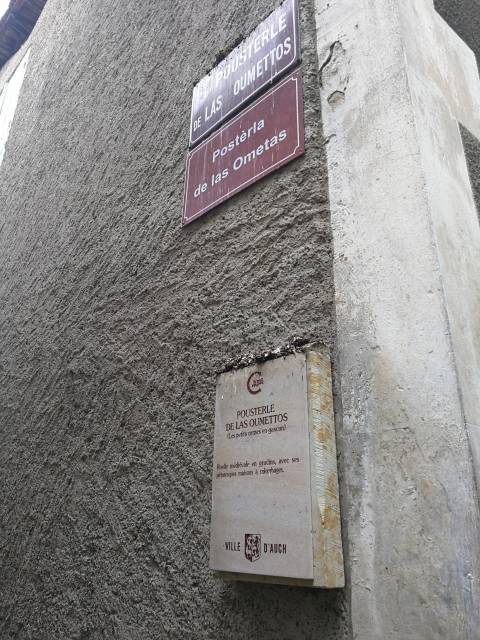 POUSTERLE
DE LAS OUMETTOS
Postèrla
de las Ometas
POUSTERLE
DE LAS OUMETTOS
(Les petits ormes en gascon)
Ruelle médiévale en gradins, avec ses
pittoresques maisons à colombages.
VILLE D'AUCH